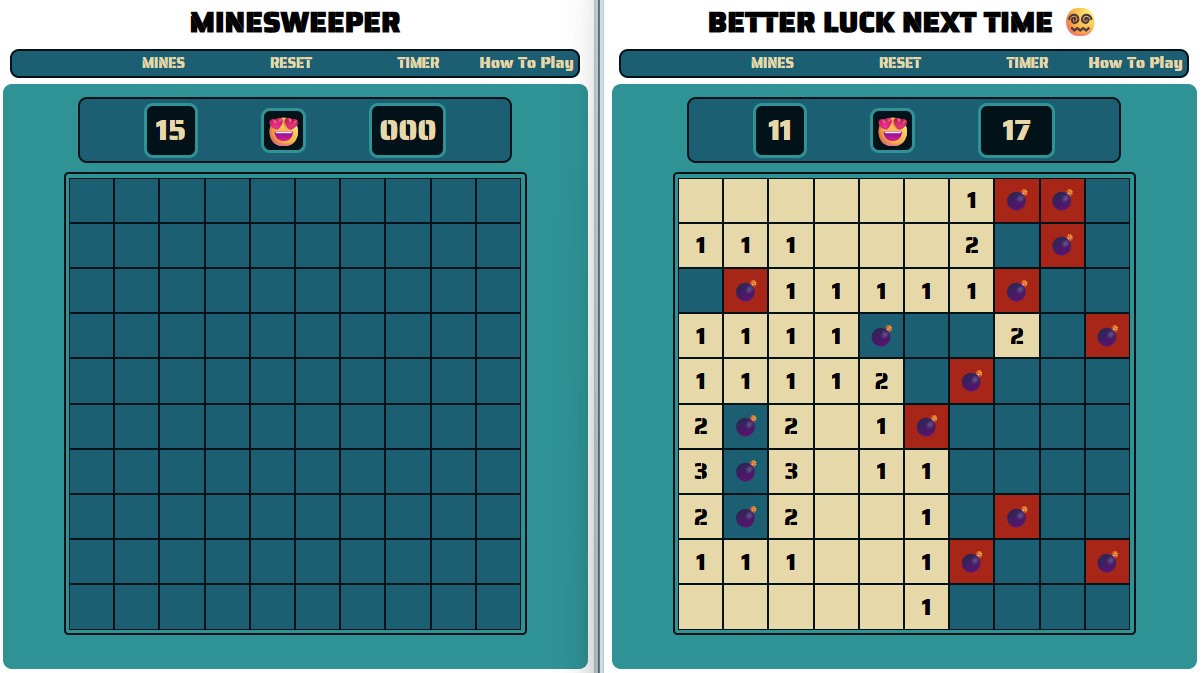 MINESWEEPER
MINES RESET TIMER How To Play
15 000
BETTER LUCK NEXT TIME
MINES RESET TIMER How To Play
11 17
1
1 1 1 2
1 1 1 1 1
1 1 1 1 2
1 1 1 1 2
2 2 1
3 3 1 1
2 2 1
1 1 1 1
1